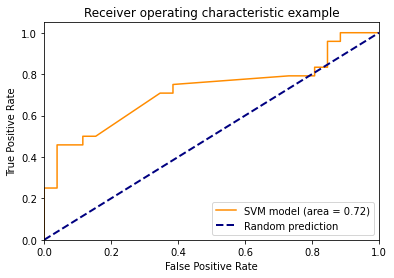 Receiver operating characteristic example
1.0
0.8
0.6
0.4
0.2
0.0
True Positive Rate
SVM model (area = 0.72)
Random prediction
0.0 0.2 0.4 0.6 0.8 1.0
False Positive Rate